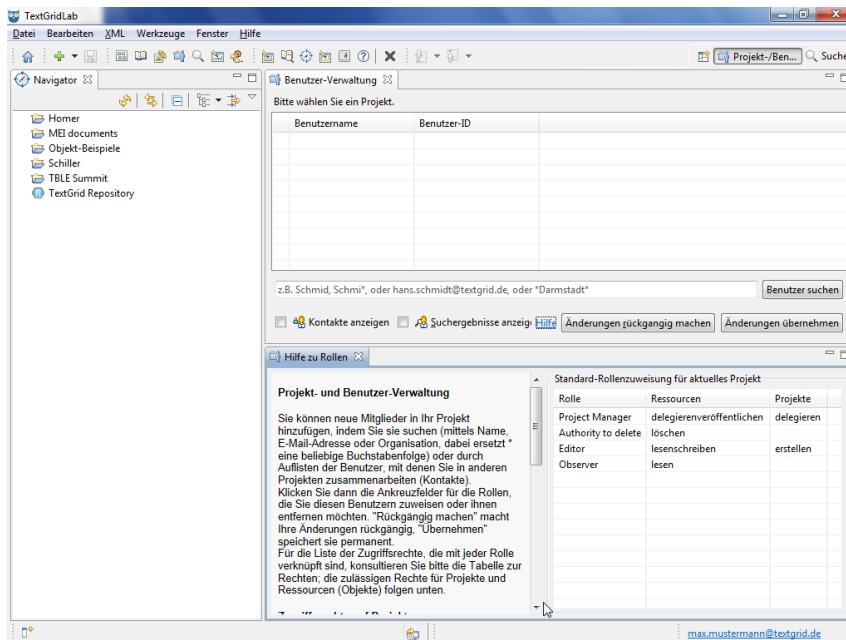 TextGridLab
Datei Bearbeiten XML Werkzeuge Fenster Hilfe
Projekt-/Ben... Suche
Navigator
Homer
MEI documents
Objekt-Beispiele
Schiller
TBLE Summit
TextGrid Repository
Benutzer-Verwaltung
Bitte wählen Sie ein Projekt.
Benutzername Benutzer-ID
z.B. Schmid, Schmi*, oder hans.schmidt@textgrid.de, oder *Darmstadt*
Benutzer suchen
Kontakte anzeigen Suchergebnisse anzeig Hilfe Änderungen rückgangig machen Änderungen übernehmen
Hilfe zu Rollen
Projekt- und Benutzer-Verwaltung
Sie können neue Mitglieder in Ihr Projekt
hinzufügen, indem Sie sie suchen (mittels Name,
E-Mail-Adresse oder Organisation, dabei ersetzt *
eine beliebige Buchstabenfolge) oder durch
Auflisten der Benutzer, mit denen Sie in anderen
Projekten zusammenarbeiten (Kontakte).
Klicken Sie dann die Ankreuzfelder für die Rollen,
die Sie diesen Benutzern zuweisen oder ihnen
entfernen möchten. "Rückgängig machen" macht
Ihre Änderungen rückgängig, "Übernehmen"
speichert sie permanent.
Für die Liste der Zugriffsrechte, die mit jeder Rolle
verknüpft sind, konsultieren Sie bitte die Tabelle zur
Rechten; die zulässigen Rechte für Projekte und
Ressourcen (Objekte) folgen unten.
Standard-Rollenzuweisung für aktuelles Projekt
Rolle Ressourcen Projekte
Project Manager delegierenveröffentlichen delegieren
Authority to delete löschen
Editor lesenschreiben erstellen
Observer lesen
max.mustermann@textgrid.de